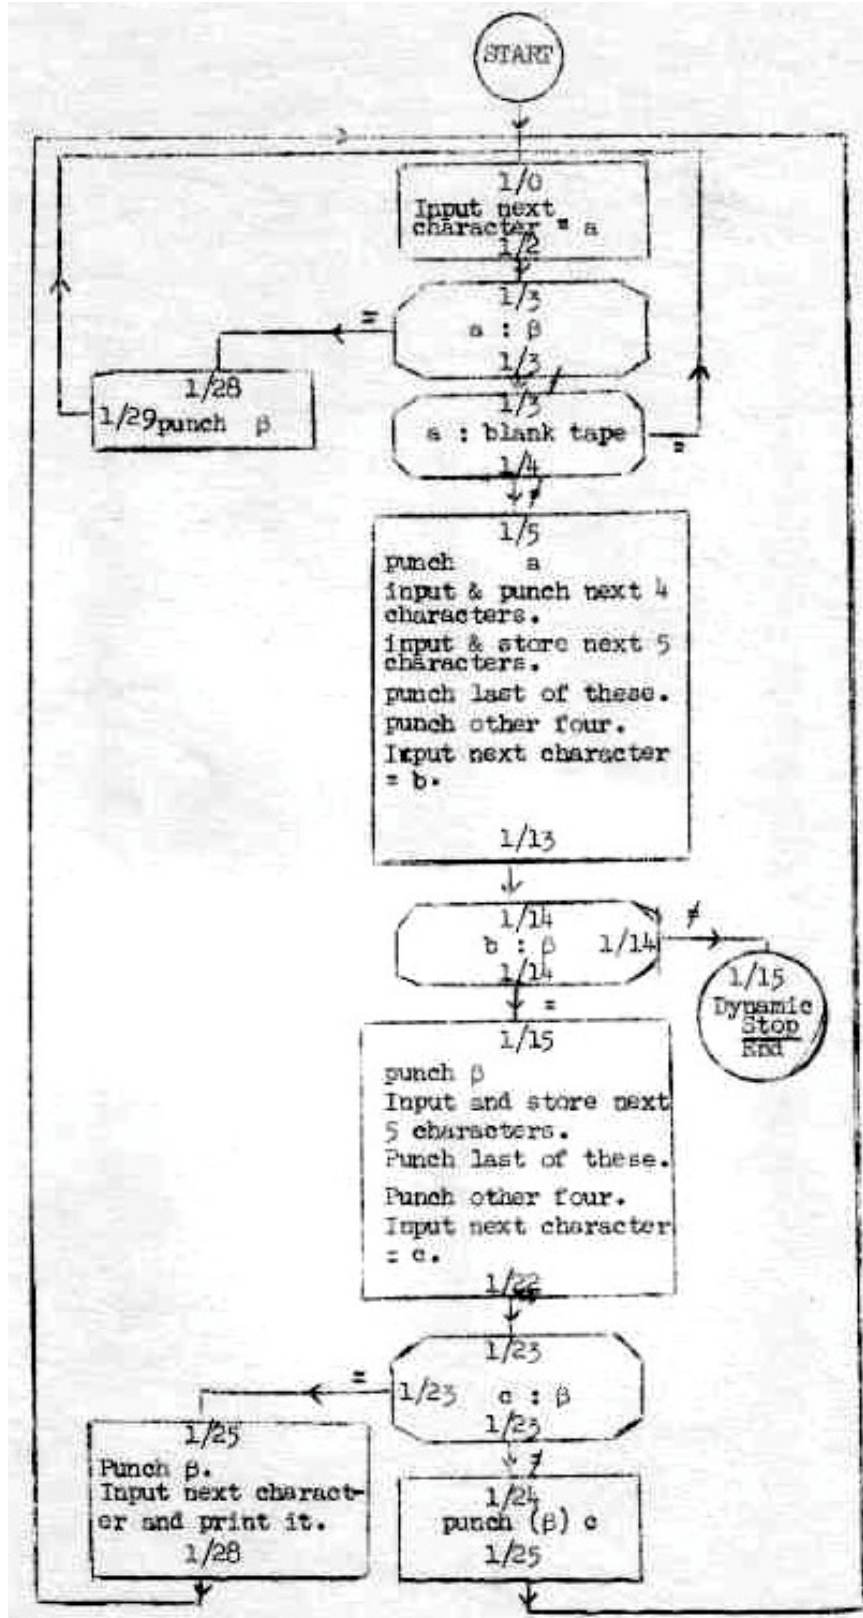 START
1/0
Input next
character = a
1/2
1/3
a : β
1/3
=
≠
1/28
1/29 punch β
1/3
a : blank tape
1/4
=
≠
1/5
punch a
input & punch next 4
characters.
input & store next 5
characters.
punch last of these.
punch other four.
Input next character
= b.
1/13
1/14
b : β 1/14
1/14
≠
=
1/15
Dynamic
Stop
End
1/15
punch β
Input and store next
5 characters.
Punch last of these.
Punch other four.
Input next character
= c.
1/22
1/23
1/23 c : β
1/23
=
≠
1/25
Punch β.
Input next charact-
er and print it.
1/28
1/24
punch (β) c
1/25